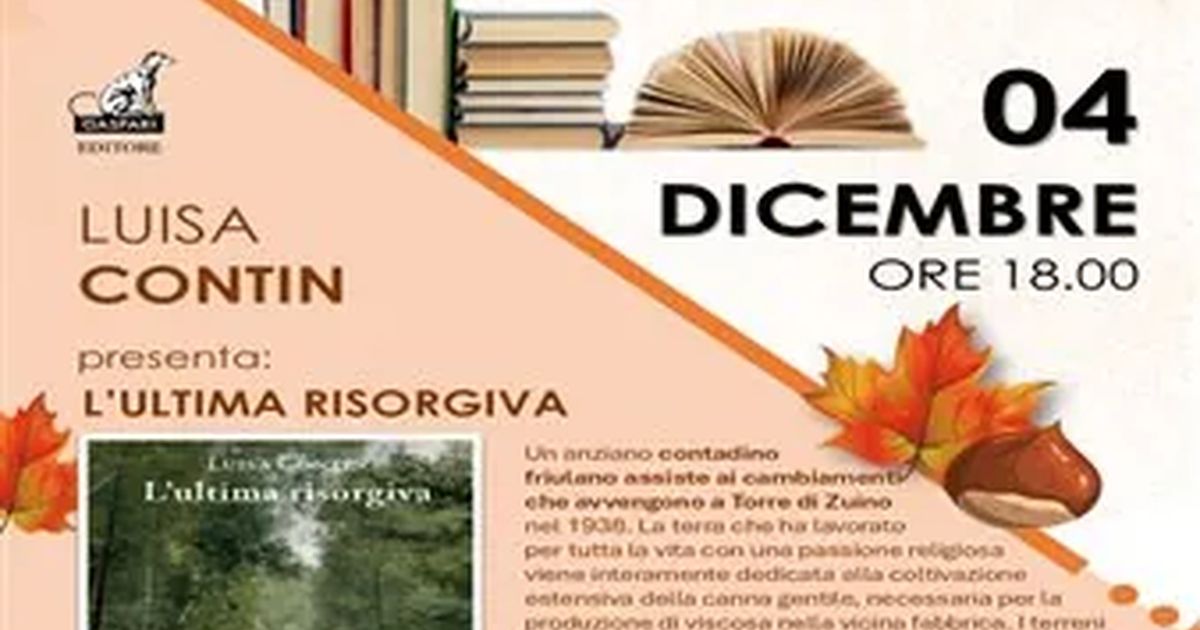 GASPARI
EDITORE
04
DICEMBRE
ORE 18.00
LUISA
CONTIN
presenta:
L'ULTIMA RISORGIVA
Luisa
L'ultima risorgiva
Un anziano contadino
friulano assiste ai cambiamenti
che avvengono a Torre di Zuino
nel 1938. La terra che ha lavorato
per tutta la vita con una passione religiosa
viene interamente dedicata alla coltivazione
estensiva della canna gentile, necessaria per la
produzione di viscosa nella vicina fabbrica. I terreni